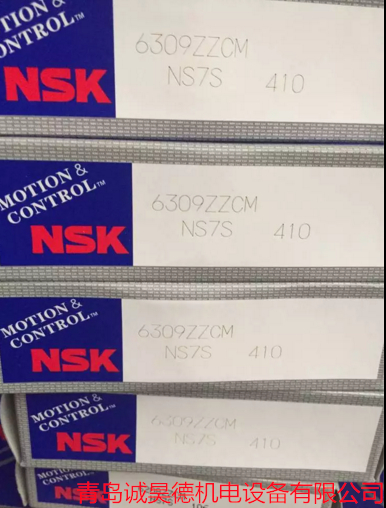 MOTION &
CONTROL™
NSK
6309ZZCM
NS7S 410
MOTION &
CONTROL™
NSK
6309ZZCM
NS7S 410
MOTION &
CONTROL™
NSK
6309ZZCM
NS7S 410
MOTION &
CONTROL™
NSK
6309ZZCM
NS7S 410
MOTION &
青岛诚昊德机电设备有限公司